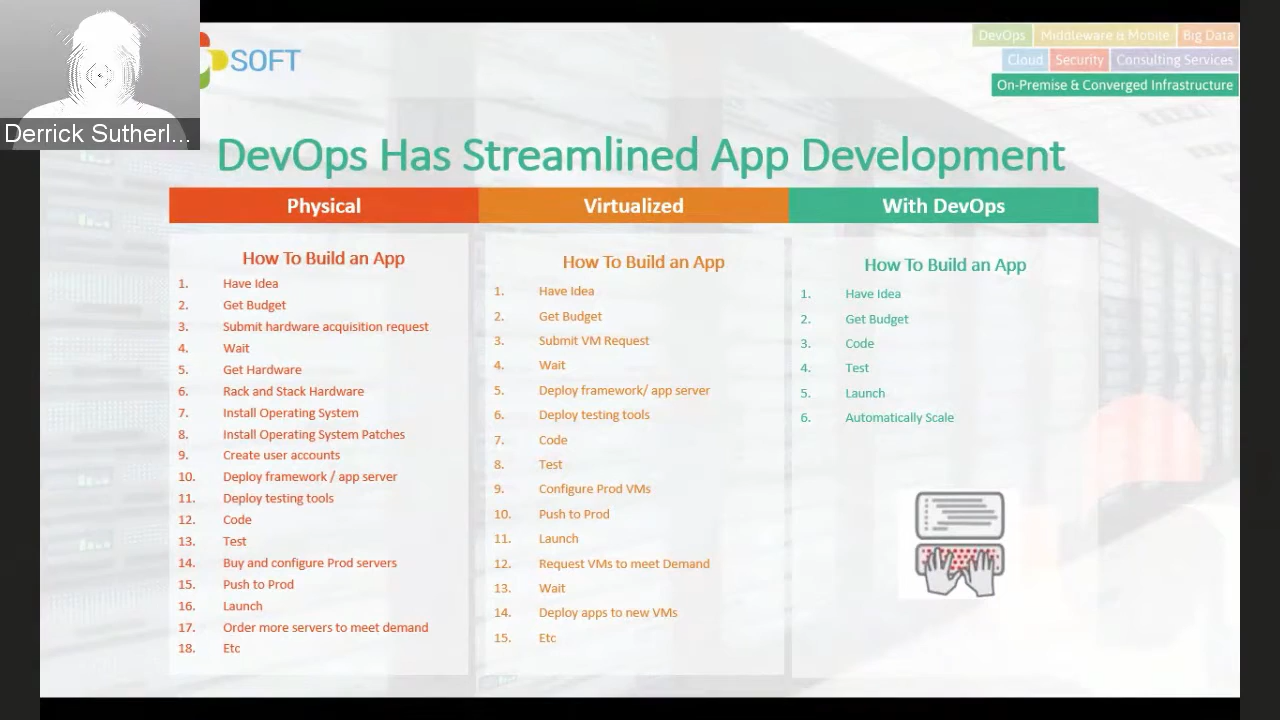 Derrick Sutherl...
SOFT
DevOps Middleware & Mobile Big Data
Cloud Security Consulting Services
On-Premise & Converged Infrastructure
DevOps Has Streamlined App Development
Physical
How To Build an App
1. Have Idea
2. Get Budget
3. Submit hardware acquisition request
4. Wait
5. Get Hardware
6. Rack and Stack Hardware
7. Install Operating System
8. Install Operating System Patches
9. Create user accounts
10. Deploy framework / app server
11. Deploy testing tools
12. Code
13. Test
14. Buy and configure Prod servers
15. Push to Prod
16. Launch
17. Order more servers to meet demand
18. Etc
Virtualized
How To Build an App
1. Have Idea
2. Get Budget
3. Submit VM Request
4. Wait
5. Deploy framework/ app server
6. Deploy testing tools
7. Code
8. Test
9. Configure Prod VMs
10. Push to Prod
11. Launch
12. Request VMs to meet Demand
13. Wait
14. Deploy apps to new VMs
15. Etc
With DevOps
How To Build an App
1. Have Idea
2. Get Budget
3. Code
4. Test
5. Launch
6. Automatically Scale